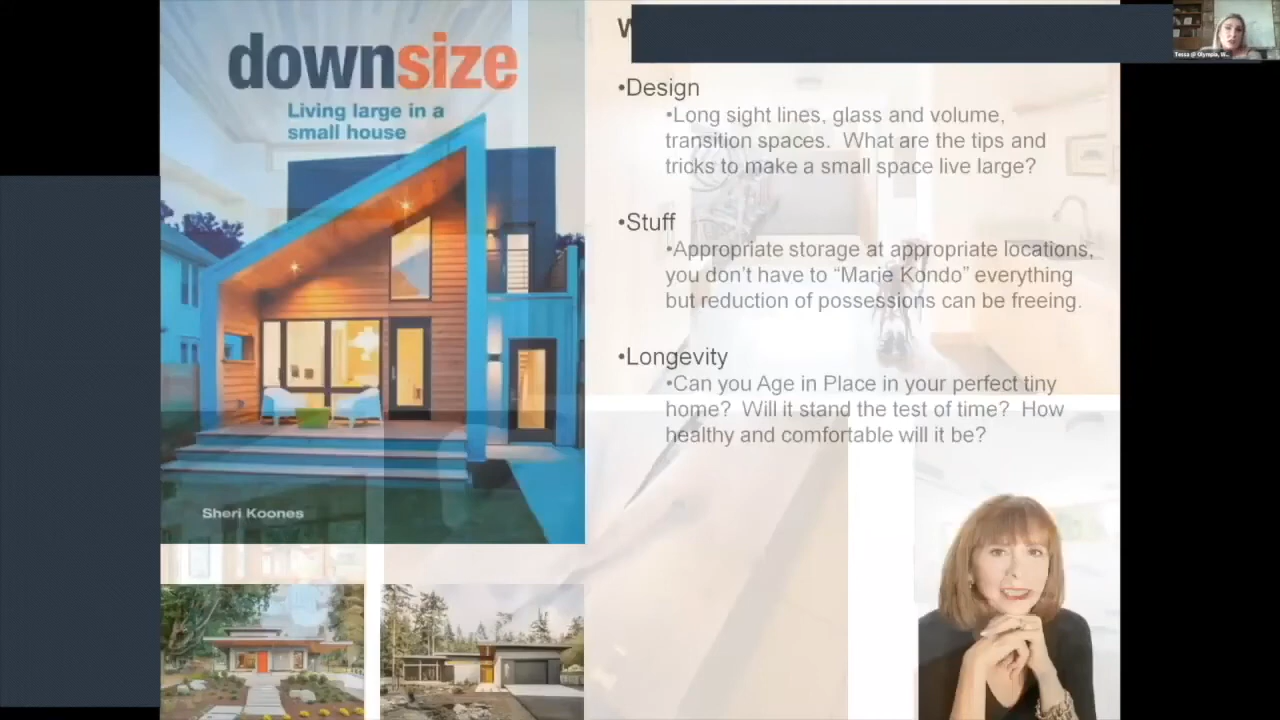 downsize
Living large in a
small house
Sheri Koones
W
•Design
•Long sight lines, glass and volume,
transition spaces. What are the tips and
tricks to make a small space live large?
•Stuff
•Appropriate storage at appropriate locations,
you don't have to “Marie Kondo” everything
but reduction of possessions can be freeing.
•Longevity
•Can you Age in Place in your perfect tiny
home? Will it stand the test of time? How
healthy and comfortable will it be?
Tessa @ Olympia, W...